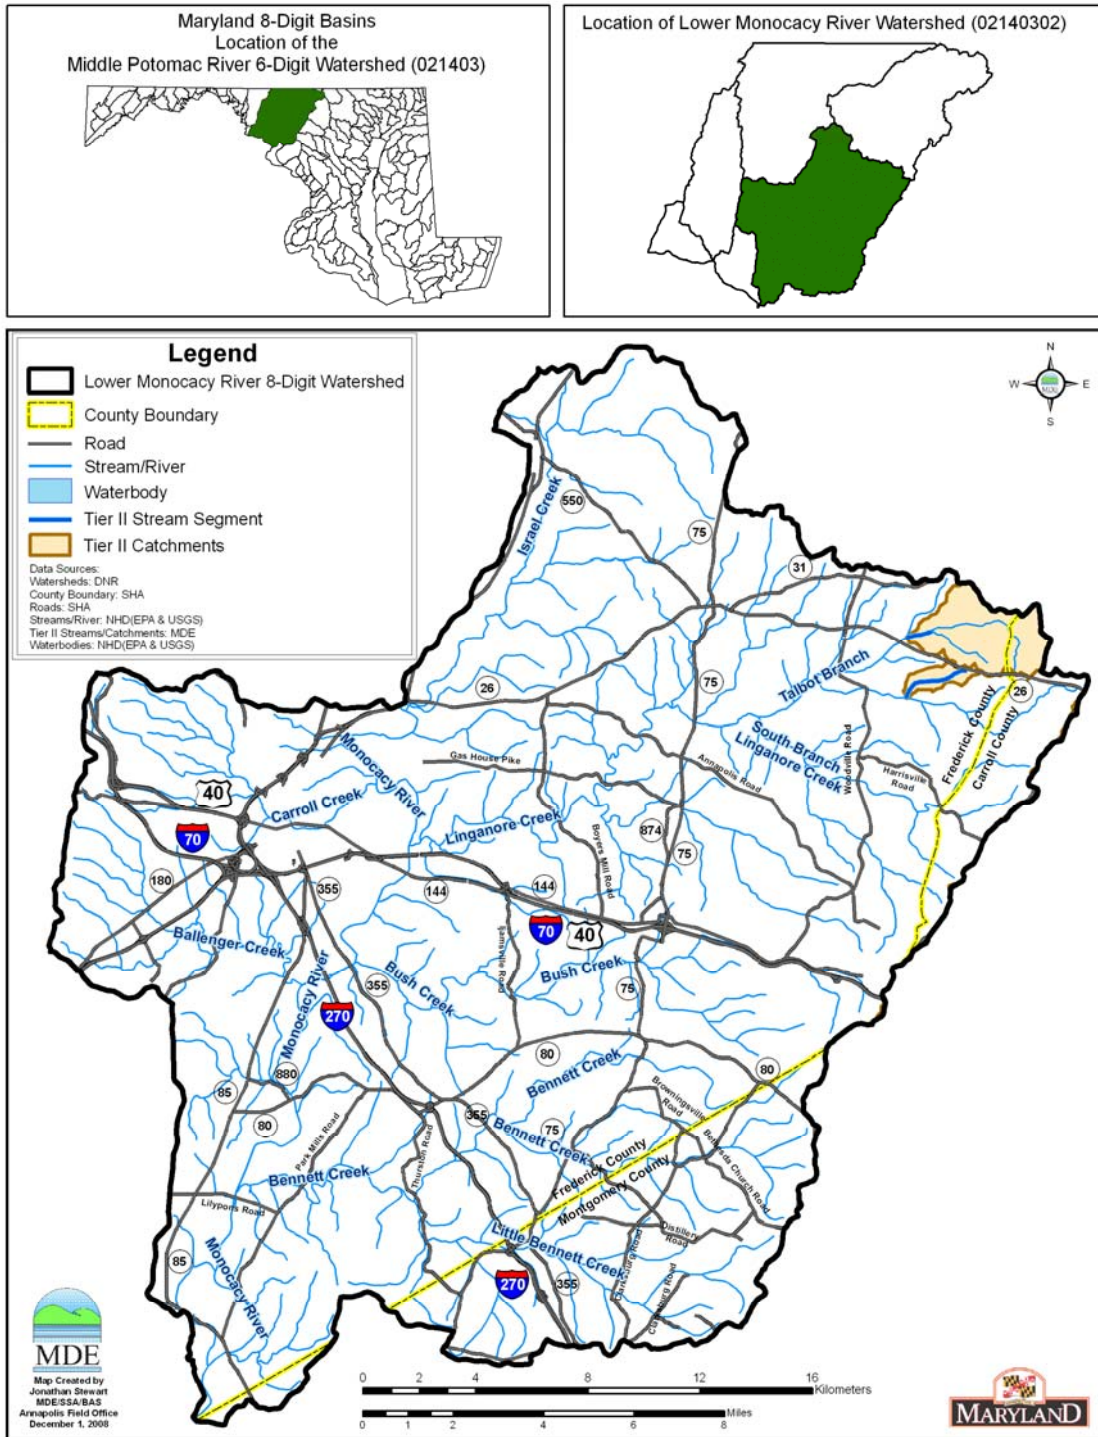 Maryland 8-Digit Basins
Location of the
Middle Potomac River 6-Digit Watershed (021403)
Location of Lower Monocacy River Watershed (02140302)
Legend
Lower Monocacy River 8-Digit Watershed
County Boundary
Road
Stream/River
Waterbody
Tier II Stream Segment
Tier II Catchments
Data Sources:
Watersheds: DNR
County Boundary: SHA
Roads: SHA
Streams/River: NHD(EPA & USGS)
Tier II Streams/Catchments: MDE
Waterbodies: NHD(EPA & USGS)
N
W
E
MDE
S
Israel Creek
550
75
31
Talbot Branch
26
75
26
South Branch
Linganore Creek
Woodville Road
Frederick County
Carroll County
Harrisville
Road
Monocacy River
Gas House Pike
Annapolis Road
40
Carroll Creek
Linganore Creek
70
874
Boyers Mill Road
75
180
355
144
144
70
40
Ballenger Creek
Ijamsville Road
Bush Creek
Monocacy River
Bush Creek
355
75
270
80
Bennett Creek
80
880
85
80
Park Mills Road
355
75
Browningsville
Road
Bennett Creek
Bethesda Church Road
Frederick County
Montgomery County
Bennett Creek
Thurston Road
Lilypons Road
Distillery
Road
Little Bennett Creek
Clarksburg Road
Monocacy River
85
270
355
Clarksburg Road
MDE
Map Created by
Jonathan Stewart
MDE/SSA/BAS
Annapolis Field Office
December 1, 2008
0 2 4 8 12 16
Kilometers
Miles
0 1 2 4 6 8
MARYLAND